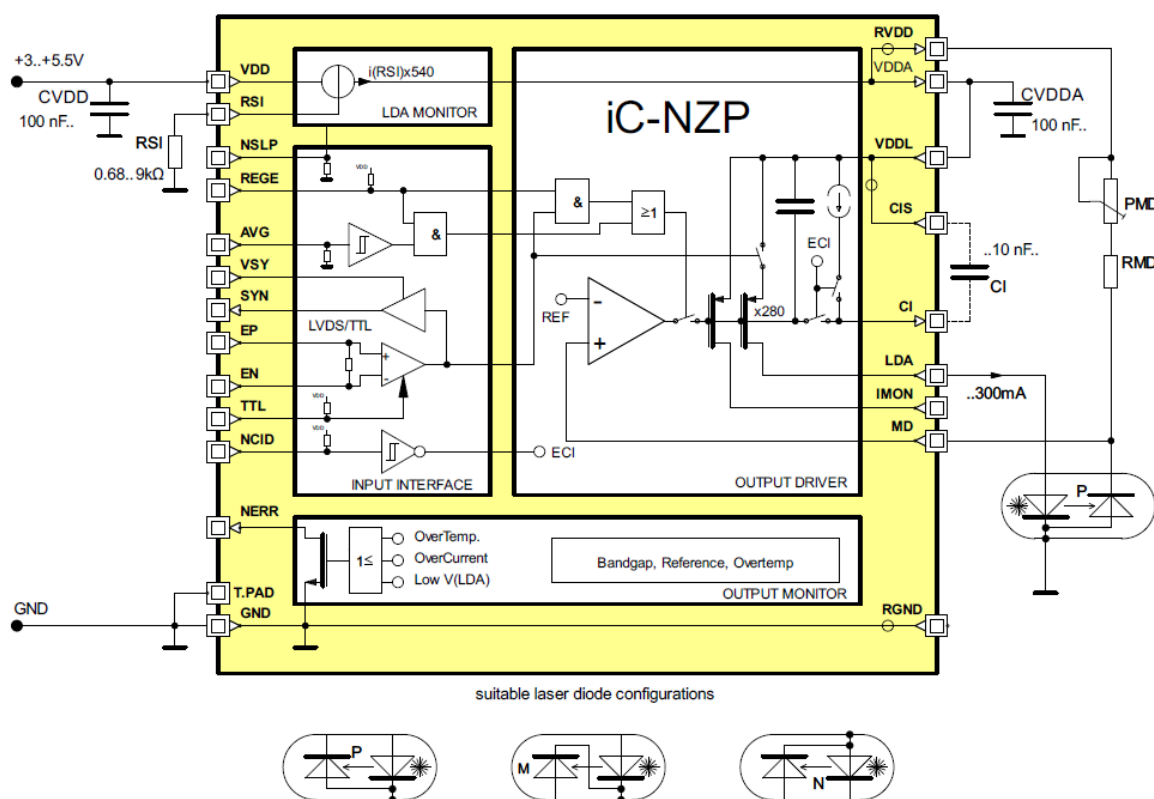 +3..+5.5V
CVDD
100 nF..
RSI
0.68..9kΩ
VDD
RSI
NSLP
REGE
AVG
VSY
SYN
EP
EN
TTL
NCID
NERR
T.PAD
GND
GND
i(RSI)x540
LDA MONITOR
VDD
&
LVDS/TTL
+
-
VDD
VDD
INPUT INTERFACE
iC-NZP
&
≥1
ECI
REF
-
+
x280
ECI
OUTPUT DRIVER
1≤
OverTemp.
OverCurrent
Low V(LDA)
Bandgap, Reference, Overtemp
OUTPUT MONITOR
RVDD
VDDA
VDDL
CIS
CI
LDA
IMON
MD
RGND
CVDDA
100 nF..
PMD
RMD
..10 nF..
CI
..300mA
P
suitable laser diode configurations
P
M
N